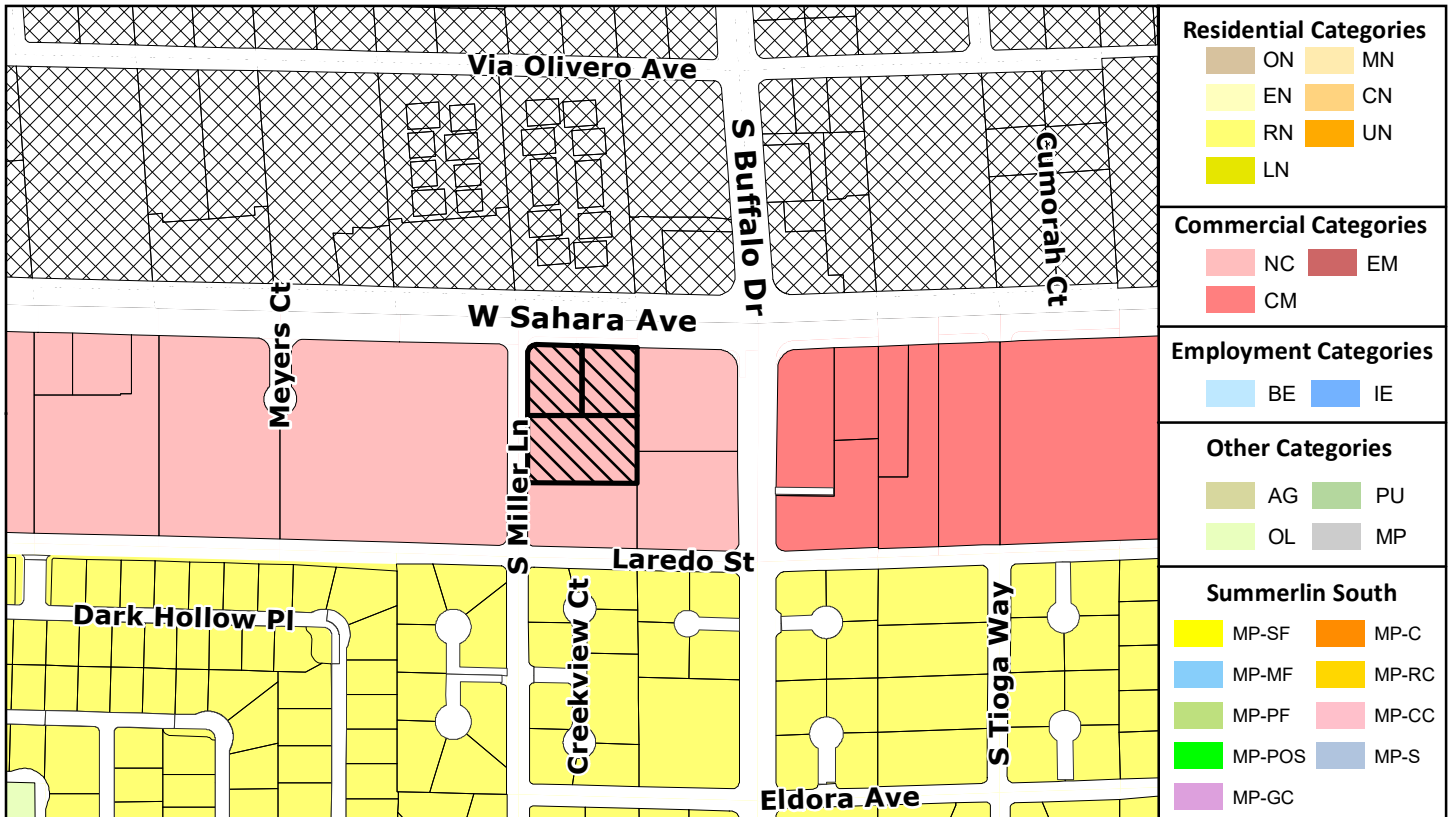 Via Olivero Ave
S Buffalo Dr
Cumorah Ct
W Sahara Ave
Meyers Ct
S Miller Ln
Laredo St
Dark Hollow Pl
Creekview Ct
S Tioga Way
Eldora Ave
Residential Categories
ON MN
EN CN
RN UN
LN
Commercial Categories
NC EM
CM
Employment Categories
BE IE
Other Categories
AG PU
OL MP
Summerlin South
MP-SF MP-C
MP-MF MP-RC
MP-PF MP-CC
MP-POS MP-S
MP-GC